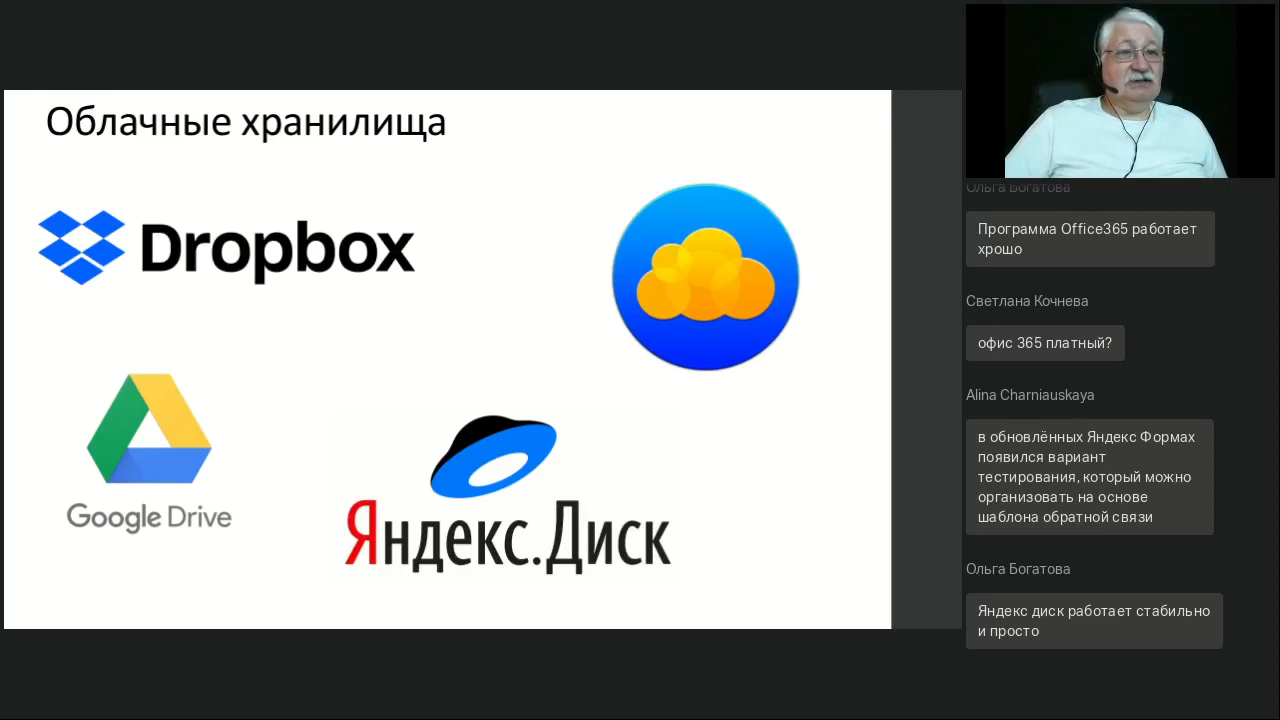 Облачные хранилища
Dropbox
Google Drive
Яндекс.Диск
Ольга Богатова
Программа Office365 работает
хрошо
Светлана Кочнева
офис 365 платный?
Alina Charniauskaya
в обновлённых Яндекс Формах
появился вариант
тестирования, который можно
организовать на основе
шаблона обратной связи
Ольга Богатова
Яндекс диск работает стабильно
и просто